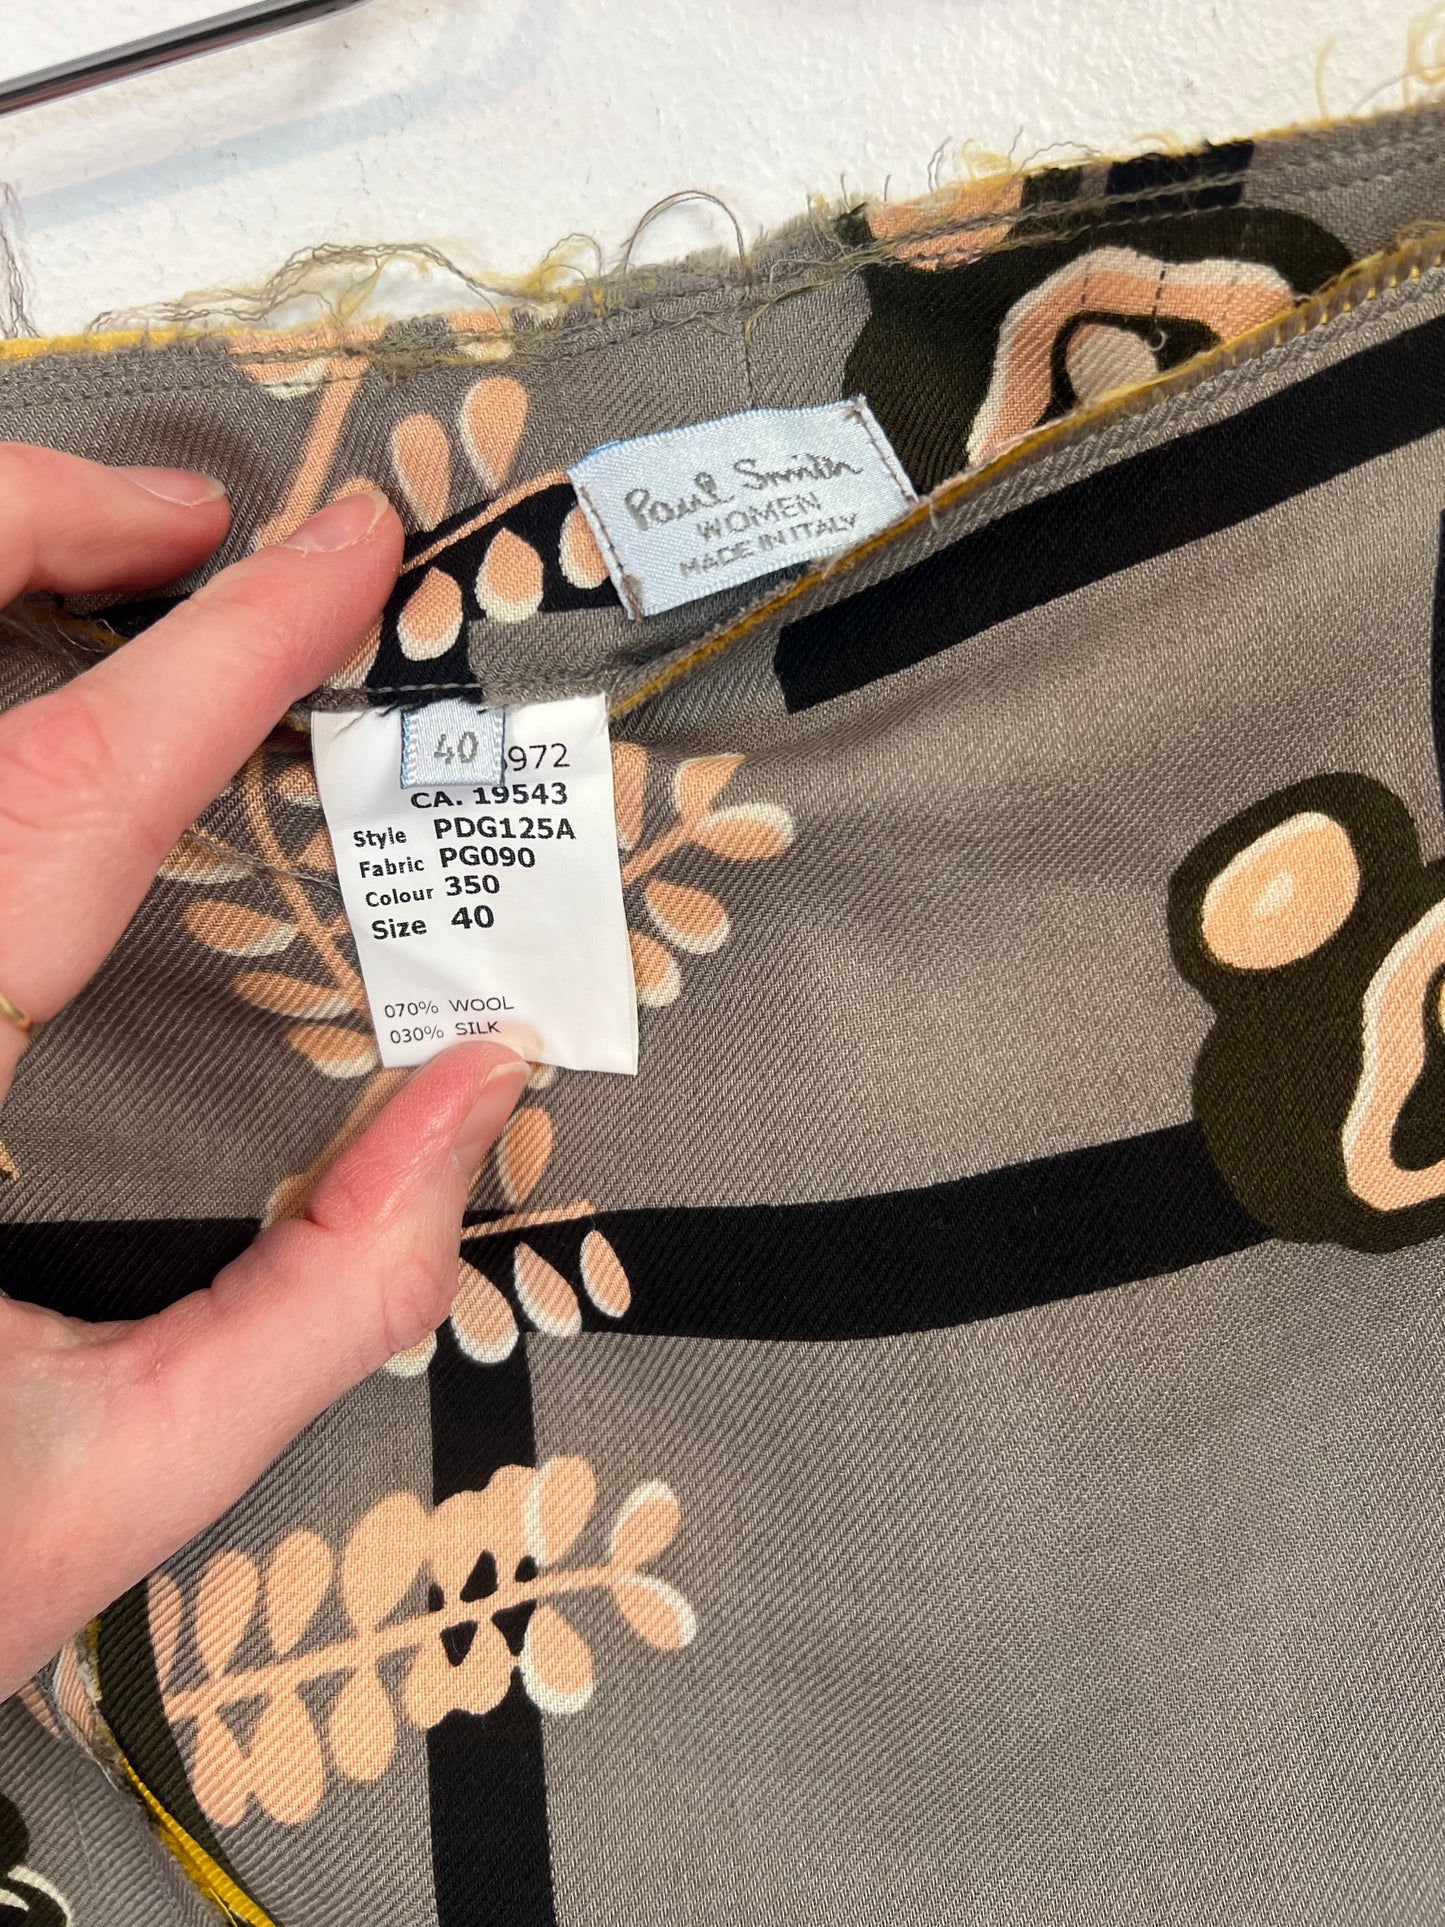 Paul Smith
WOMEN
MADE IN ITALY
40
972
CA. 19543
Style PDG125A
Fabric PG090
Colour 350
Size 40
070% WOOL
030% SILK